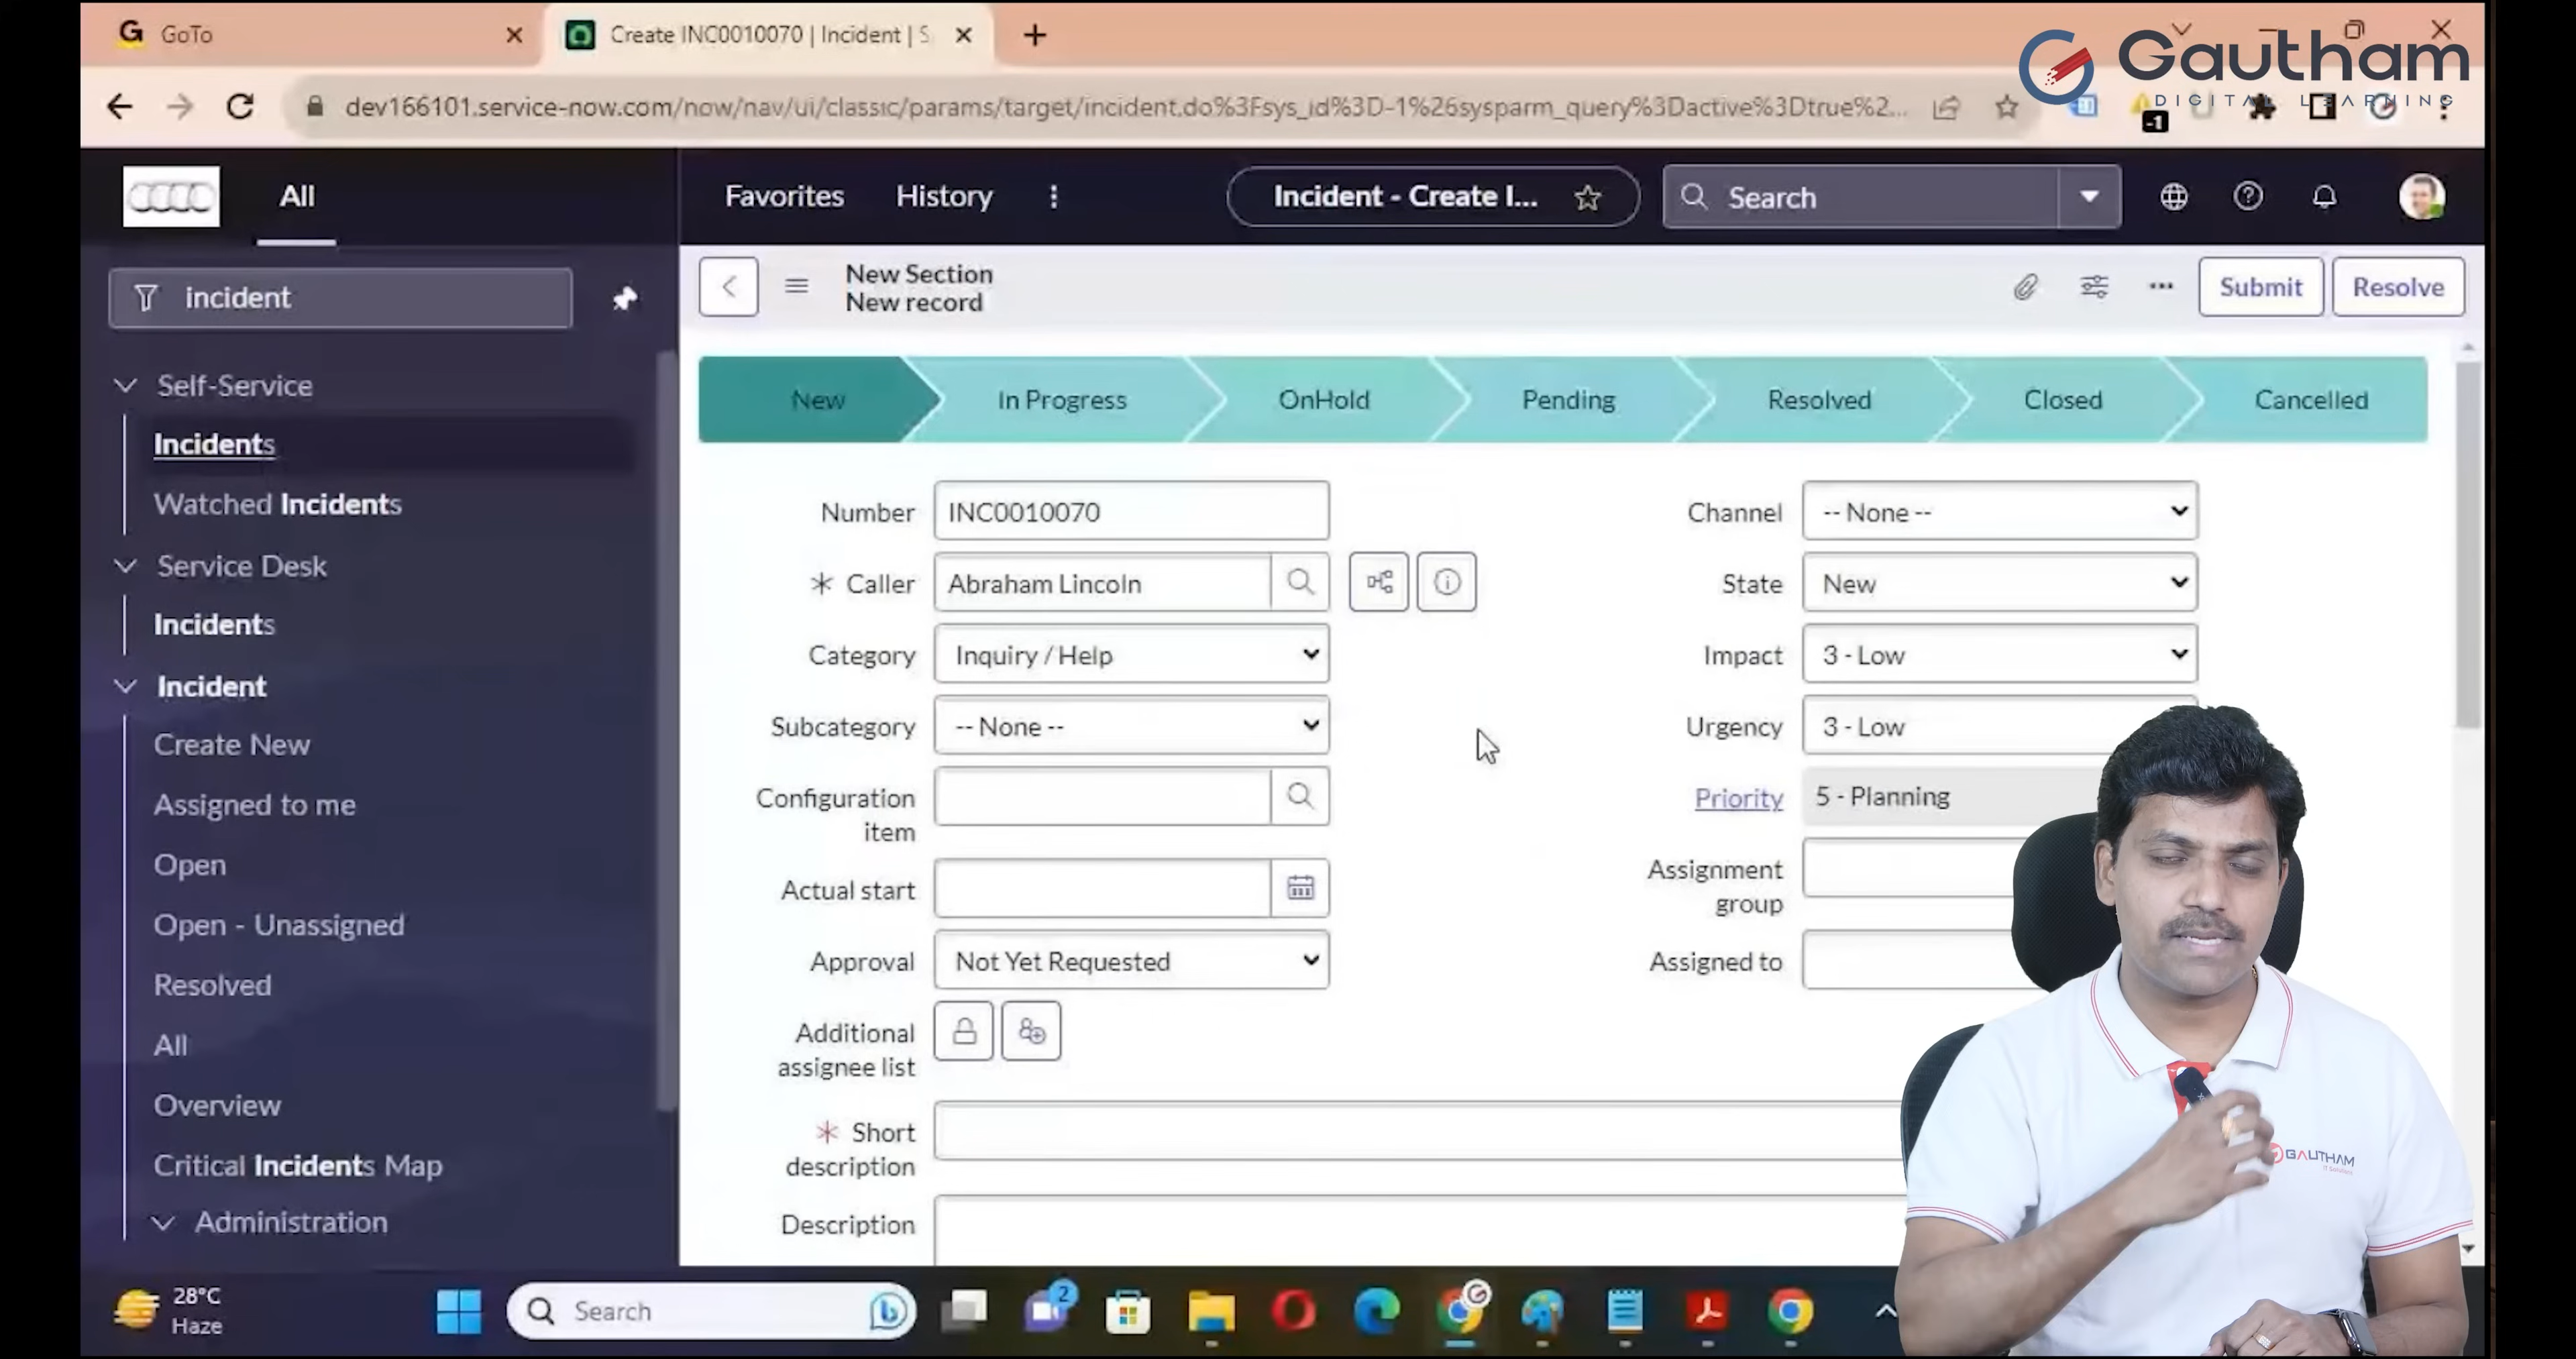 GoTo
Create INC0010070 | Incident | S
Gautham
DIGITAL LEARNING
dev166101.service-now.com/now/nav/ui/classic/params/target/incident.do%3Fsys_id%3D-1%26sysparm_query%3Dactive%3Dtrue%2...
-1
All
Favorites
History
Incident - Create I...
Search
incident
New Section
New record
Submit
Resolve
Self-Service
Incidents
Watched Incidents
Service Desk
Incidents
Incident
Create New
Assigned to me
Open
Open - Unassigned
Resolved
All
Overview
Critical Incidents Map
Administration
New
In Progress
OnHold
Pending
Resolved
Closed
Cancelled
Number INC0010070
* Caller Abraham Lincoln
Category Inquiry / Help
Subcategory -- None --
Configuration
item
Actual start
Approval Not Yet Requested
Additional
assignee list
* Short
description
Description
Channel -- None --
State New
Impact 3 - Low
Urgency 3 - Low
Priority 5 - Planning
Assignment
group
Assigned to
GAUTHAM
28°C
Haze
Search
2